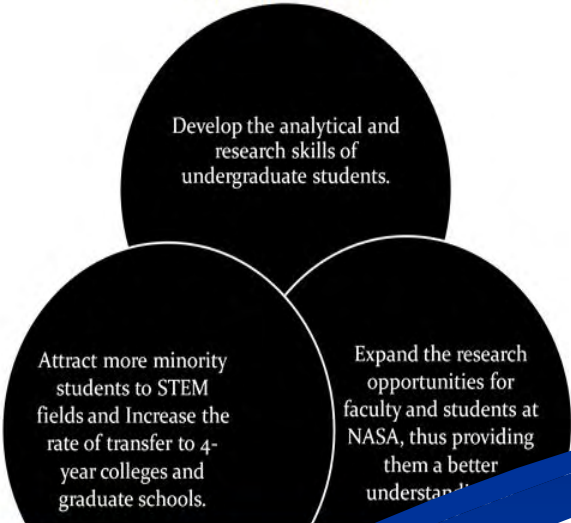 Develop the analytical and
research skills of
undergraduate students.
Attract more minority
students to STEM
fields and Increase the
rate of transfer to 4-
year colleges and
graduate schools.
Expand the research
opportunities for
faculty and students at
NASA, thus providing
them a better